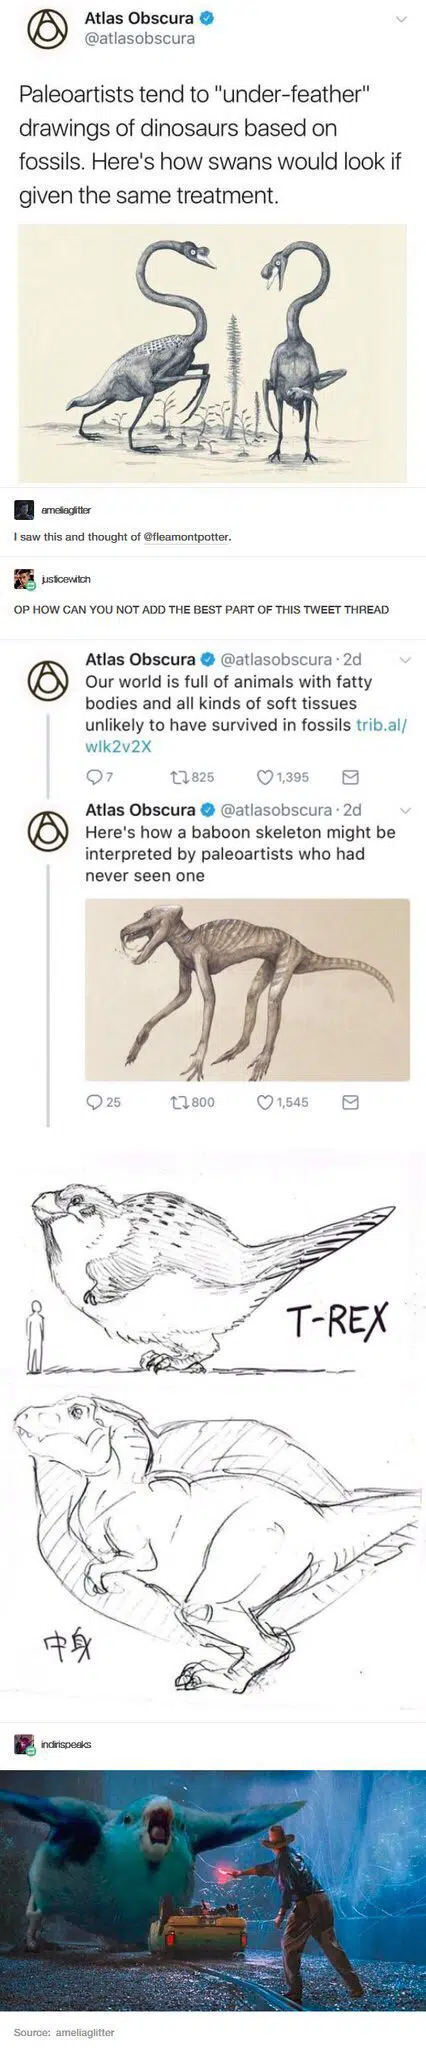 Atlas Obscura
@atlasobscura
Paleoartists tend to "under-feather"
drawings of dinosaurs based on
fossils. Here's how swans would look if
given the same treatment.
ameliaglitter
I saw this and thought of @fleamontpotter.
justicewitch
OP HOW CAN YOU NOT ADD THE BEST PART OF THIS TWEET THREAD
Atlas Obscura @atlasobscura · 2d
Our world is full of animals with fatty
bodies and all kinds of soft tissues
unlikely to have survived in fossils trib.al/
wlk2v2X
7 825 1,395
Atlas Obscura @atlasobscura · 2d
Here's how a baboon skeleton might be
interpreted by paleoartists who had
never seen one
25 800 1,545
T-REX
中身
indirispeaks
Source: ameliaglitter